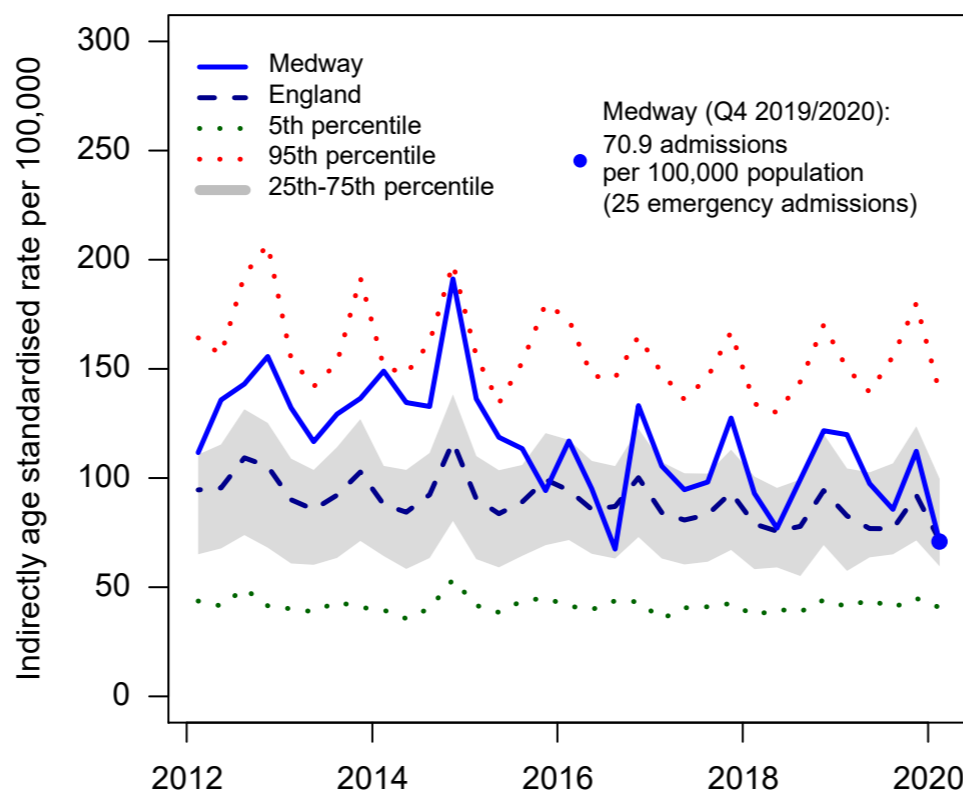 Indirectly age standardised rate per 100,000
300
250
200
150
100
50
0
Medway
England
5th percentile
95th percentile
25th-75th percentile
Medway (Q4 2019/2020):
70.9 admissions
per 100,000 population
(25 emergency admissions)
2012 2014 2016 2018 2020